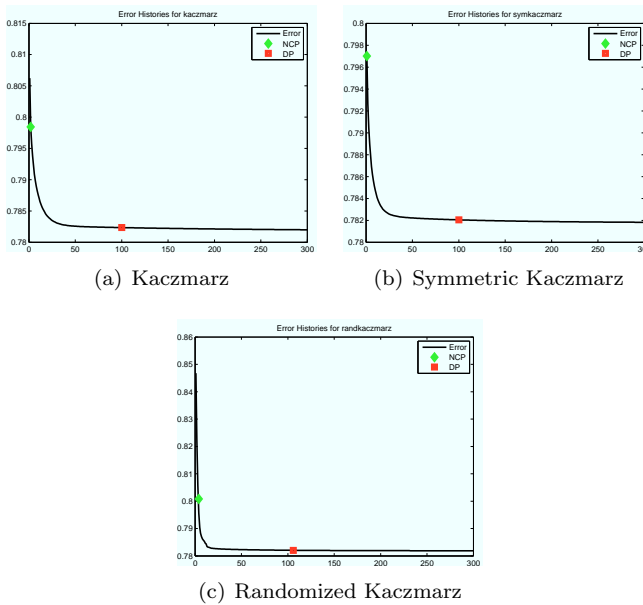 Error Histories for kaczmarz
0.815
0.81
0.805
0.8
0.795
0.79
0.785
0.78
0 50 100 150 200 250 300
Error
NCP
DP
(a) Kaczmarz
Error Histories for symkaczmarz
0.8
0.798
0.796
0.794
0.792
0.79
0.788
0.786
0.784
0.782
0.78
0 50 100 150 200 250 300
Error
NCP
DP
(b) Symmetric Kaczmarz
Error Histories for randkaczmarz
0.86
0.85
0.84
0.83
0.82
0.81
0.8
0.79
0.78
0 50 100 150 200 250 300
Error
NCP
DP
(c) Randomized Kaczmarz